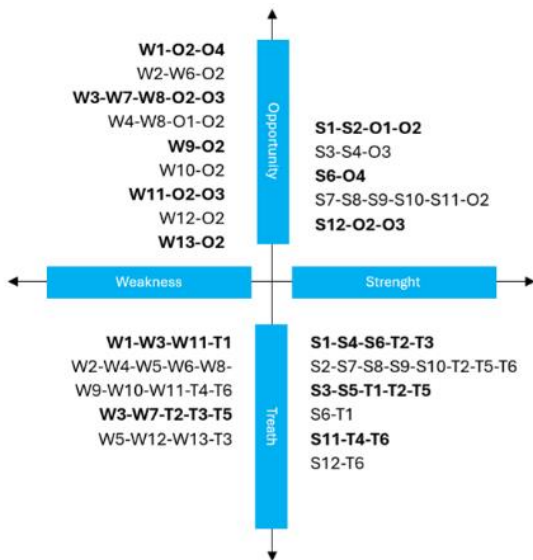 W1-O2-O4
W2-W6-O2
W3-W7-W8-O2-O3
W4-W8-O1-O2
W9-O2
W10-O2
W11-O2-O3
W12-O2
W13-O2
Opportunity
S1-S2-O1-O2
S3-S4-O3
S6-O4
S7-S8-S9-S10-S11-O2
S12-O2-O3
Weakness
Strenght
W1-W3-W11-T1
W2-W4-W5-W6-W8-
W9-W10-W11-T4-T6
W3-W7-T2-T3-T5
W5-W12-W13-T3
Treath
S1-S4-S6-T2-T3
S2-S7-S8-S9-S10-T2-T5-T6
S3-S5-T1-T2-T5
S6-T1
S11-T4-T6
S12-T6